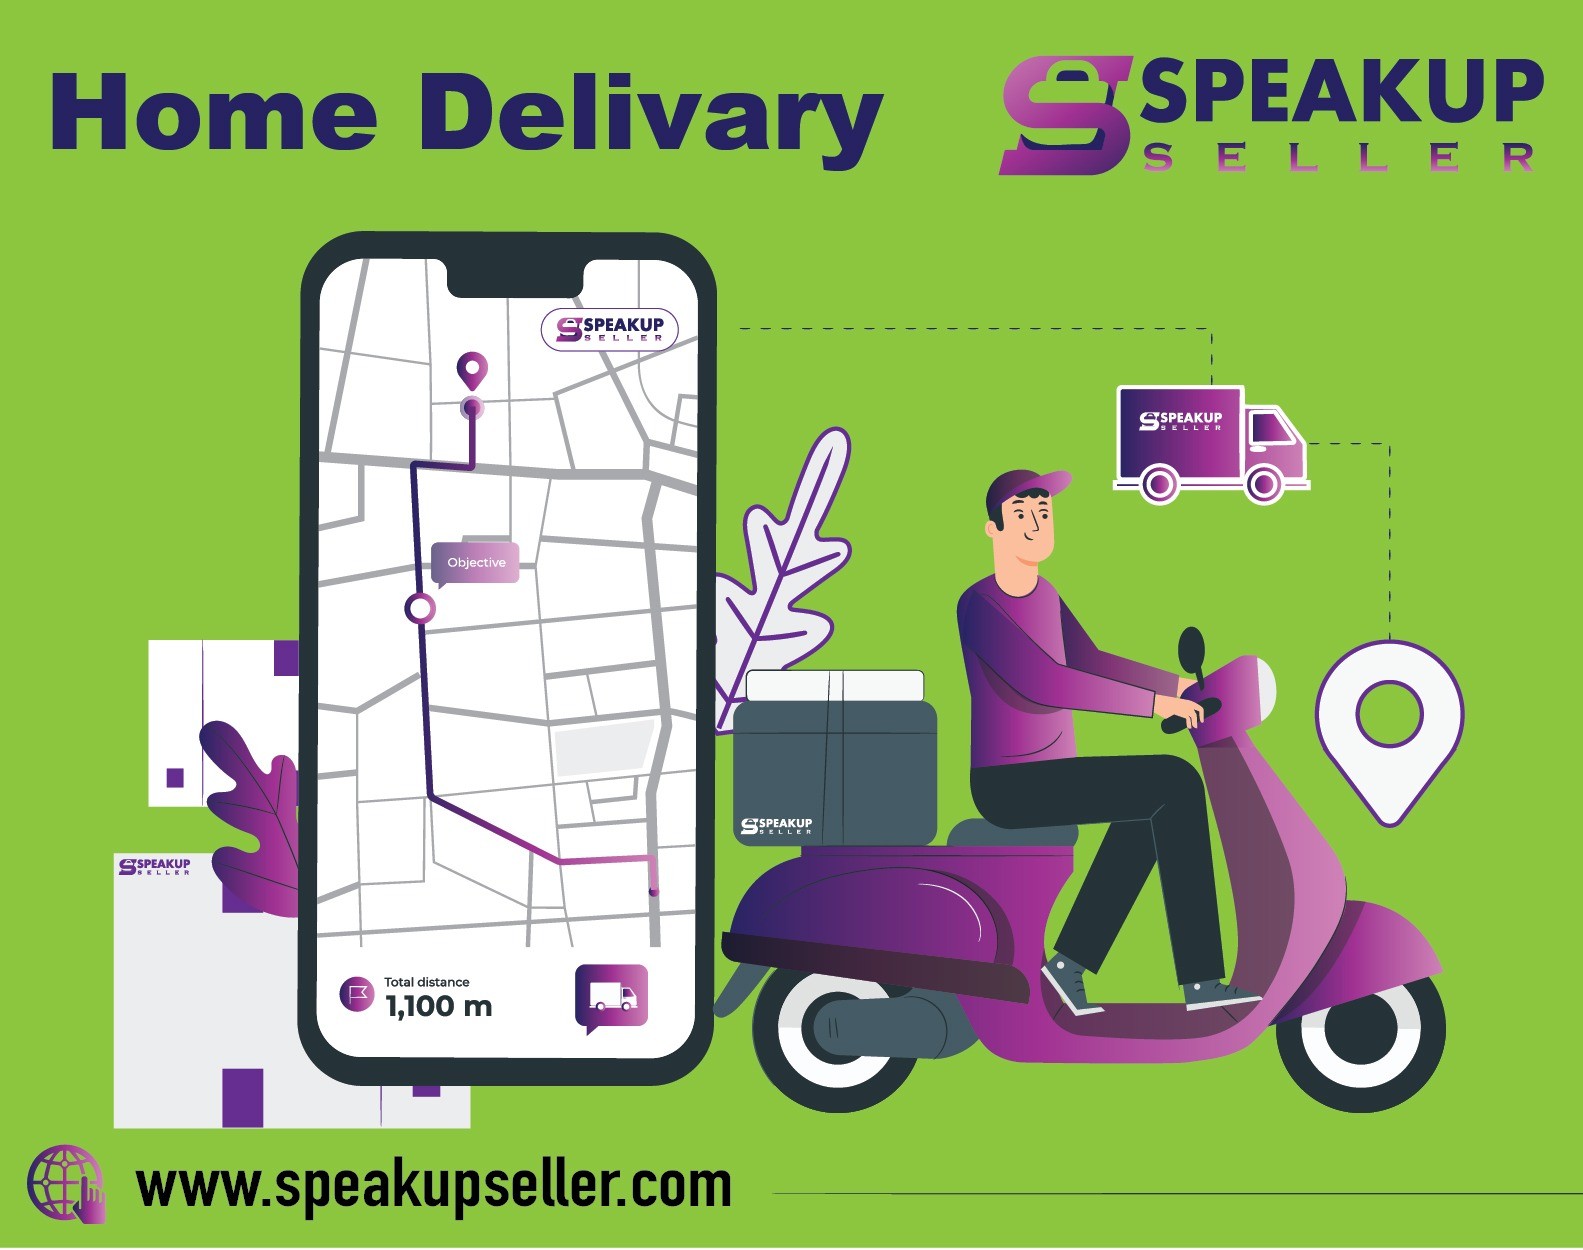 Home Delivary
SPEAKUP
SELLER
SPEAKUP
SELLER
SPEAKUP
SELLER
Objective
SPEAKUP
SELLER
SPEAKUP
SELLER
Total distance
1,100 m
www.speakupseller.com